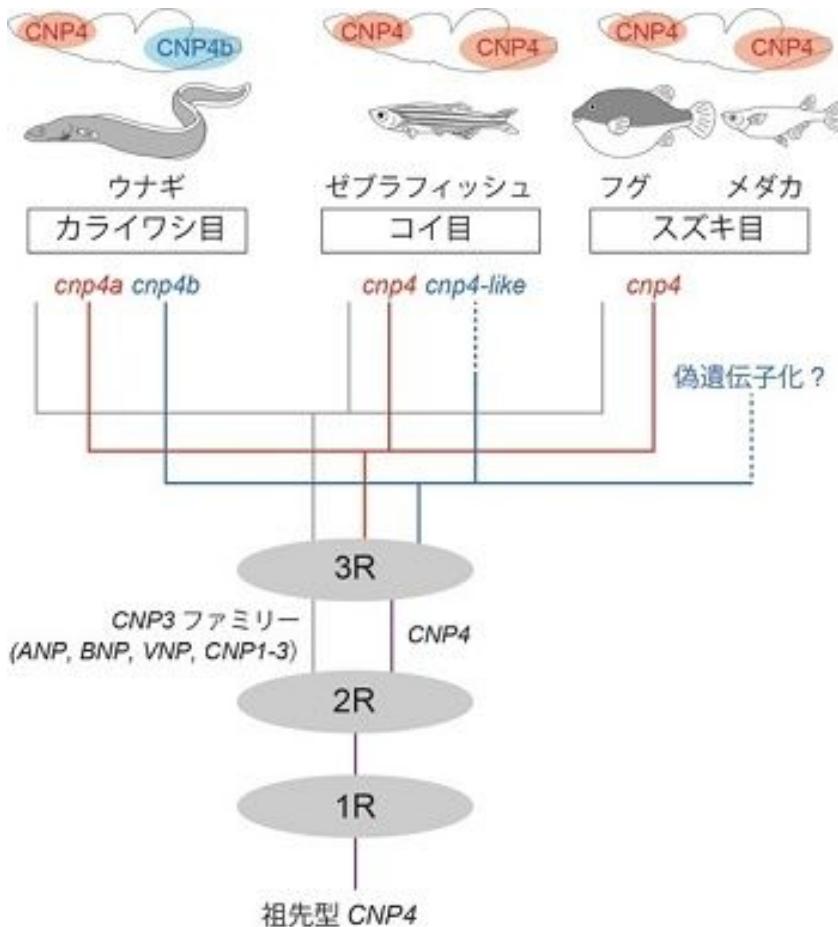 CNP4 CNP4b CNP4 CNP4 CNP4 CNP4
ウナギ ゼブラフィッシュ フグ メダカ
カライワシ目 コイ目 スズキ目
cnp4a cnp4b cnp4 cnp4-like cnp4
偽遺伝子化？
3R
CNP3 ファミリー
(ANP, BNP, VNP, CNP1-3)
CNP4
2R
1R
祖先型 CNP4